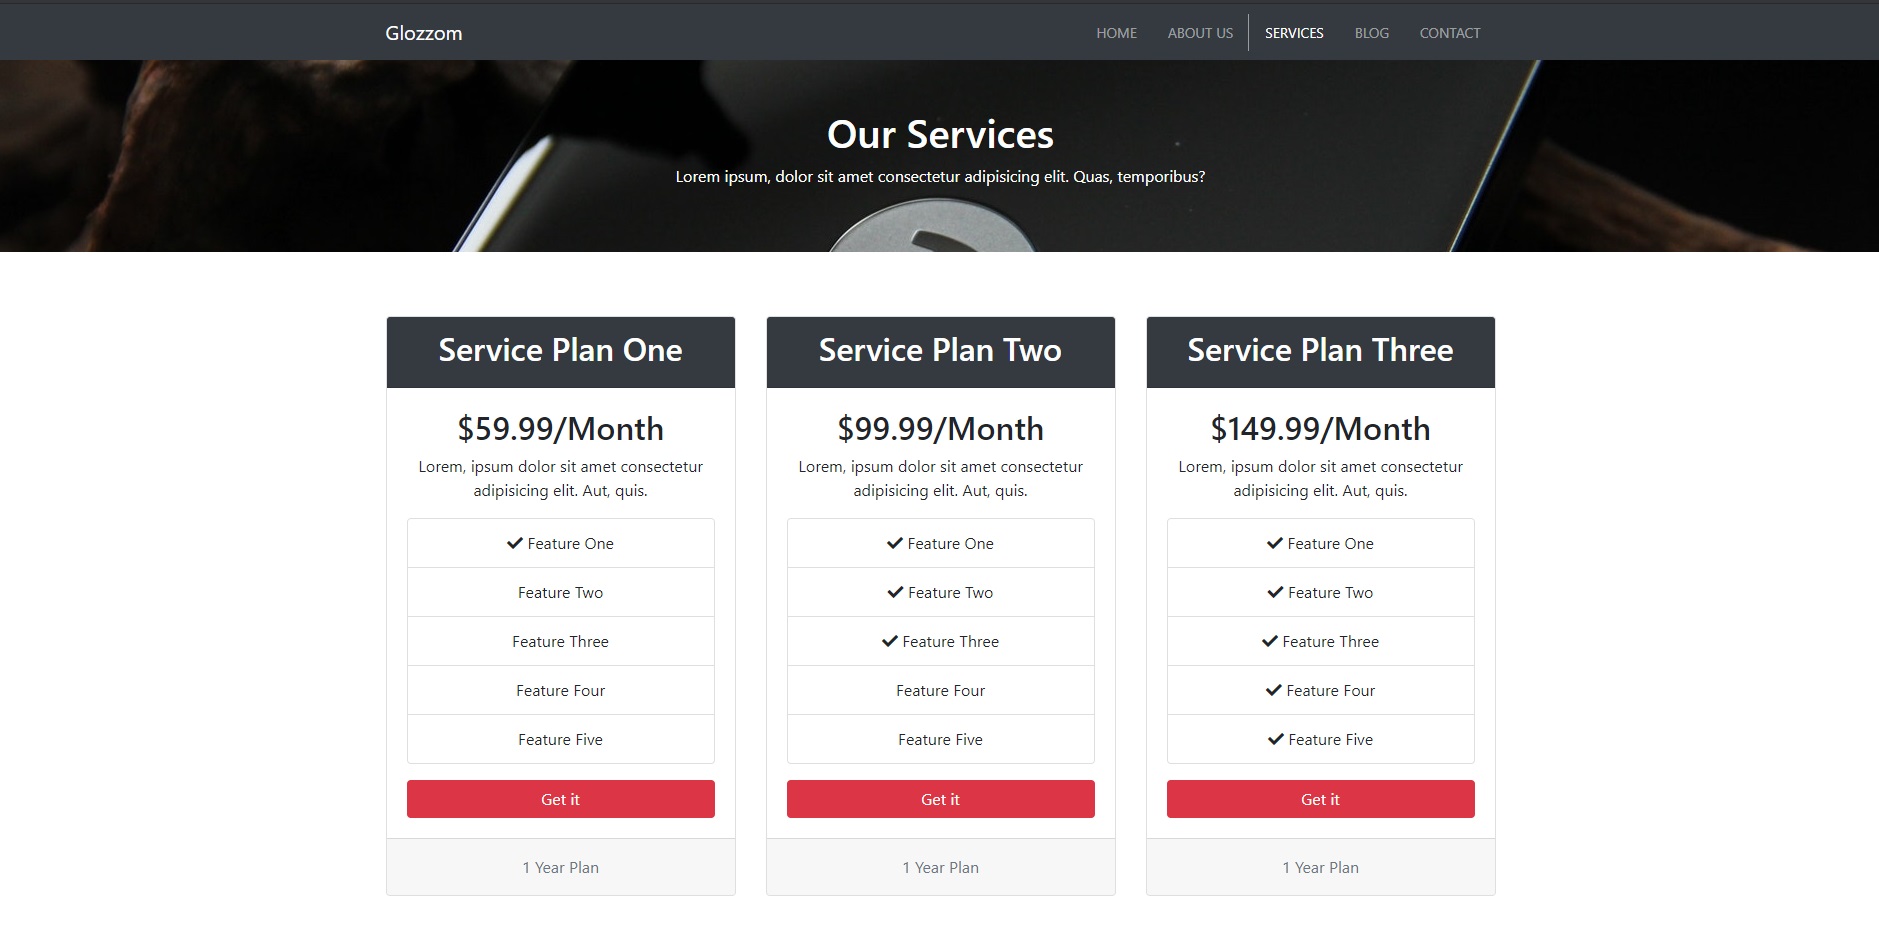 Glozzom
HOME ABOUT US SERVICES BLOG CONTACT
Our Services
Lorem ipsum, dolor sit amet consectetur adipisicing elit. Quas, temporibus?
Service Plan One
$59.99/Month
Lorem, ipsum dolor sit amet consectetur
adipisicing elit. Aut, quis.
Feature One
Feature Two
Feature Three
Feature Four
Feature Five
Get it
1 Year Plan
Service Plan Two
$99.99/Month
Lorem, ipsum dolor sit amet consectetur
adipisicing elit. Aut, quis.
Feature One
Feature Two
Feature Three
Feature Four
Feature Five
Get it
1 Year Plan
Service Plan Three
$149.99/Month
Lorem, ipsum dolor sit amet consectetur
adipisicing elit. Aut, quis.
Feature One
Feature Two
Feature Three
Feature Four
Feature Five
Get it
1 Year Plan